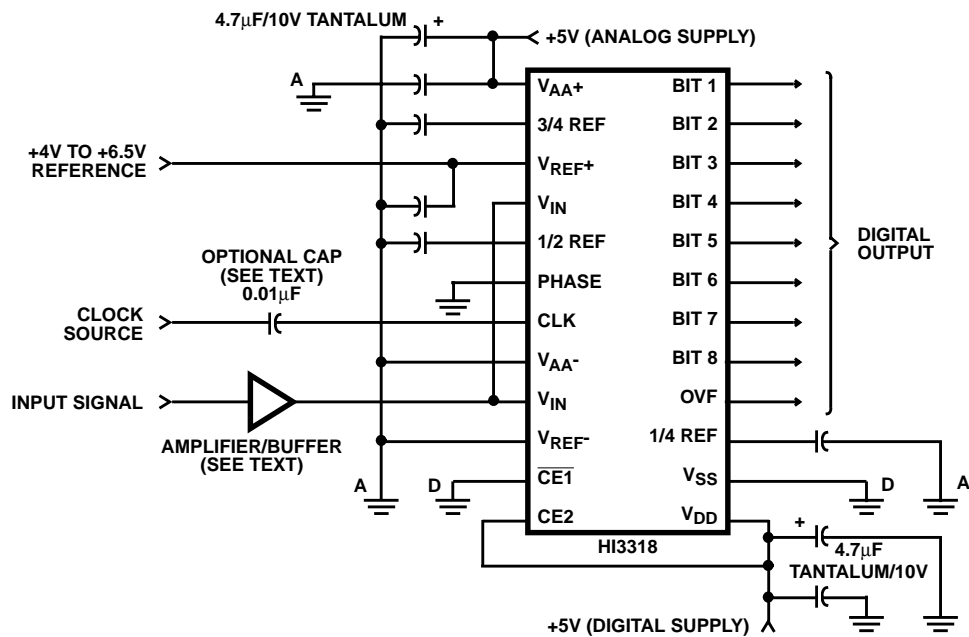 4.7µF/10V TANTALUM
+
+5V (ANALOG SUPPLY)
A
VAA+
BIT 1
3/4 REF
BIT 2
+4V TO +6.5V
REFERENCE
VREF+
BIT 3
VIN
BIT 4
1/2 REF
BIT 5
DIGITAL
OUTPUT
OPTIONAL CAP
(SEE TEXT)
0.01µF
PHASE
BIT 6
CLOCK
SOURCE
CLK
BIT 7
VAA-
BIT 8
INPUT SIGNAL
VIN
OVF
AMPLIFIER/BUFFER
(SEE TEXT)
VREF-
1/4 REF
A
D
CE1
VSS
D
A
CE2
VDD
HI3318
+
4.7µF
TANTALUM/10V
+5V (DIGITAL SUPPLY)